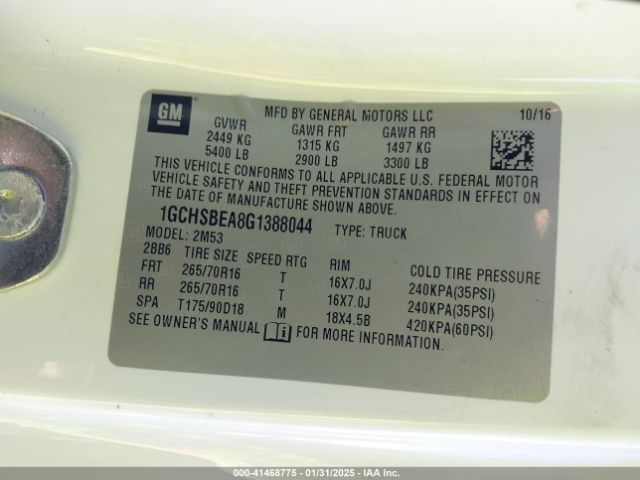 GM
MFD BY GENERAL MOTORS LLC 10/16
GVWR GAWR FRT GAWR RR
2449 KG 1315 KG 1497 KG
5400 LB 2900 LB 3300 LB
THIS VEHICLE CONFORMS TO ALL APPLICABLE U.S. FEDERAL MOTOR
VEHICLE SAFETY AND THEFT PREVENTION STANDARDS IN EFFECT ON
THE DATE OF MANUFACTURE SHOWN ABOVE.
1GCHSBEA8G1388044 TYPE: TRUCK
MODEL: 2M53
2BB6 TIRE SIZE SPEED RTG RIM COLD TIRE PRESSURE
FRT 265/70R16 T 16X7.0J 240KPA(35PSI)
RR 265/70R16 T 16X7.0J 240KPA(35PSI)
SPA T175/90D18 M 18X4.5B 420KPA(60PSI)
SEE OWNER'S MANUAL FOR MORE INFORMATION.
000-41468775 - 01/31/2025 - IAAI.COM